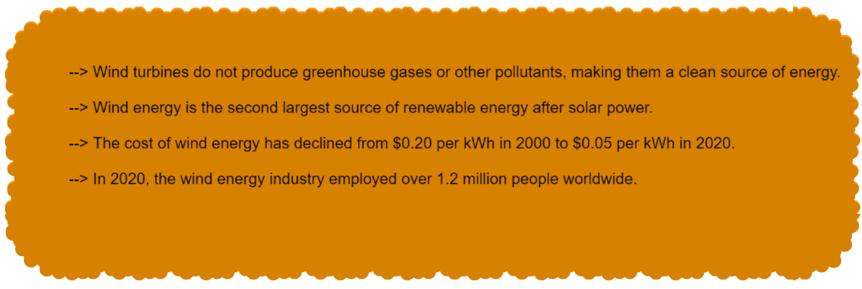 --> Wind turbines do not produce greenhouse gases or other pollutants, making them a clean source of energy.
--> Wind energy is the second largest source of renewable energy after solar power.
--> The cost of wind energy has declined from $0.20 per kWh in 2000 to $0.05 per kWh in 2020.
--> In 2020, the wind energy industry employed over 1.2 million people worldwide.